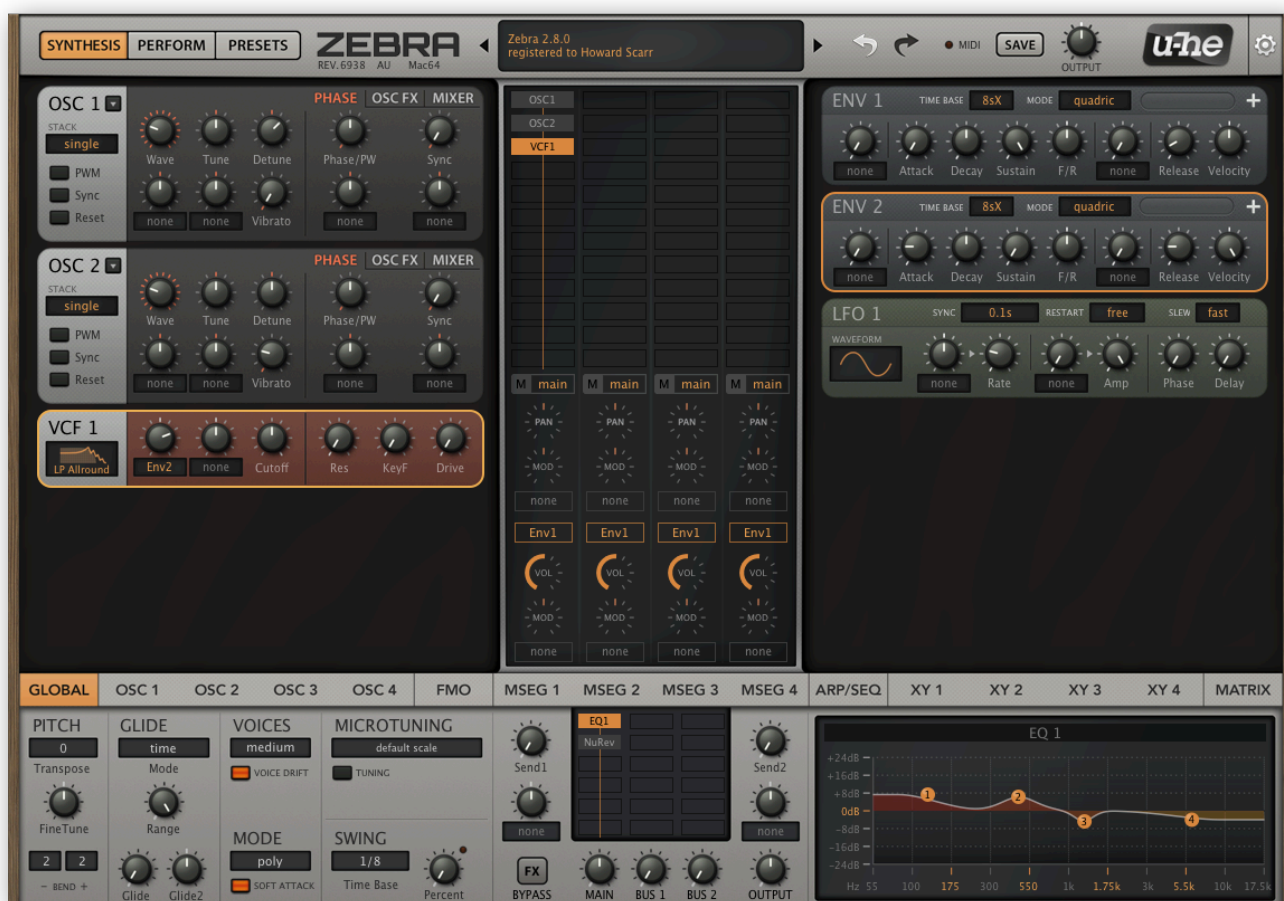 SYNTHESIS PERFORM PRESETS ZEBRA
REV.6938 AU Mac64
Zebra 2.8.0
registered to Howard Scarr
MIDI SAVE OUTPUT u-he
OSC 1
STACK
single
PWM
Sync
Reset
PHASE OSC FX MIXER
Wave Tune Detune Phase/PW Sync
none none Vibrato none none
OSC 2
STACK
single
PWM
Sync
Reset
PHASE OSC FX MIXER
Wave Tune Detune Phase/PW Sync
none none Vibrato none none
VCF 1
LP Allround
Env2 none Cutoff Res KeyF Drive
OSC1
OSC2
VCF1
M main M main M main M main
PAN PAN PAN PAN
MOD MOD MOD MOD
none none none none
Env1 Env1 Env1 Env1
VOL VOL VOL VOL
MOD MOD MOD MOD
none none none none
ENV 1 TIME BASE 8sX MODE quadric +
none Attack Decay Sustain F/R none Release Velocity
ENV 2 TIME BASE 8sX MODE quadric +
none Attack Decay Sustain F/R none Release Velocity
LFO 1 SYNC 0.1s RESTART free SLEW fast
WAVEFORM
none Rate none Amp Phase Delay
GLOBAL OSC 1 OSC 2 OSC 3 OSC 4 FMO MSEG 1 MSEG 2 MSEG 3 MSEG 4 ARP/SEQ XY 1 XY 2 XY 3 XY 4 MATRIX
PITCH
0
Transpose
FineTune
2 2
- BEND +
GLIDE
time
Mode
Range
Glide Glide2
VOICES
medium
VOICE DRIFT
MODE
poly
SOFT ATTACK
MICROTUNING
default scale
TUNING
SWING
1/8
Time Base Percent
Send1
none
FX
BYPASS
EQ1
NuRev
MAIN BUS 1 BUS 2 OUTPUT
Send2
none
EQ 1
+24dB
+16dB
+8dB
0dB
-8dB
-16dB
-24dB
1 2 3 4
Hz 55 100 175 300 550 1k 1.75k 3k 5.5k 10k 17.5k